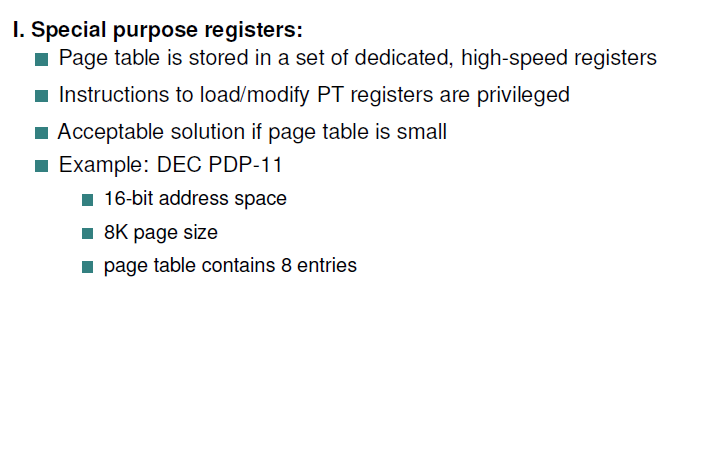 I. Special purpose registers:
Page table is stored in a set of dedicated, high-speed registers
Instructions to load/modify PT registers are privileged
Acceptable solution if page table is small
Example: DEC PDP-11
16-bit address space
8K page size
page table contains 8 entries